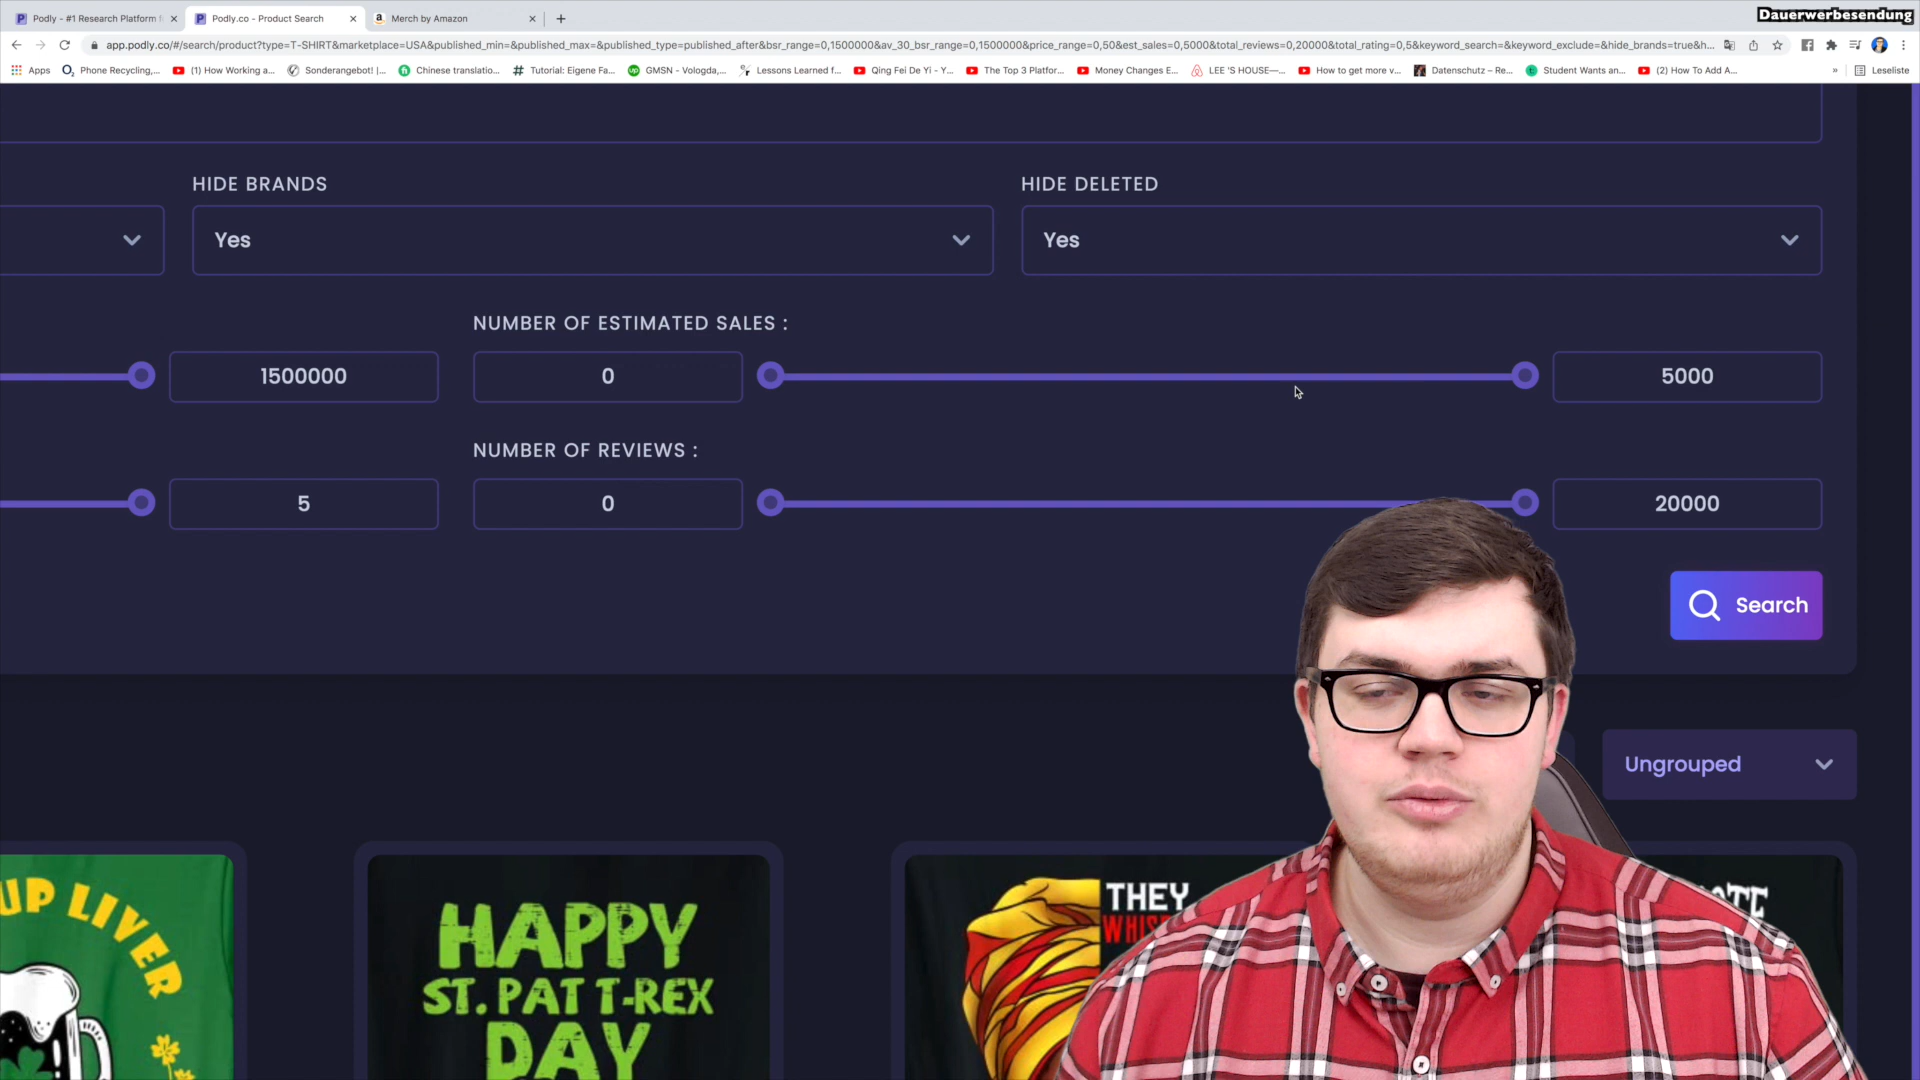 Dauerwerbesendung
Podly - #1 Research Platform f
Podly.co - Product Search
Merch by Amazon
app.podly.co/#/search/product?type=T-SHIRT&marketplace=USA&published_min=&published_max=&published_type=published_after&bsr_range=0,1500000&av_30_bsr_range=0,1500000&price_range=0,50&est_sales=0,5000&total_reviews=0,20000&total_rating=0,5&keyword_search=&keyword_exclude=&hide_brands=true&h...
Apps
Phone Recycling,...
(1) How Working a...
Sonderangebot! |...
Chinese translatio...
Tutorial: Eigene Fa...
GMSN - Vologda,...
Lessons Learned f...
Qing Fei De Yi - Y...
The Top 3 Platfor...
Money Changes E...
LEE 'S HOUSE—...
How to get more v...
Datenschutz – Re...
Student Wants an...
(2) How To Add A...
Leseliste
HIDE BRANDS
HIDE DELETED
Yes
Yes
NUMBER OF ESTIMATED SALES :
1500000
0
5000
NUMBER OF REVIEWS :
5
0
20000
Search
Ungrouped
UP LIVER
HAPPY
ST. PAT T-REX
DAY
THEY